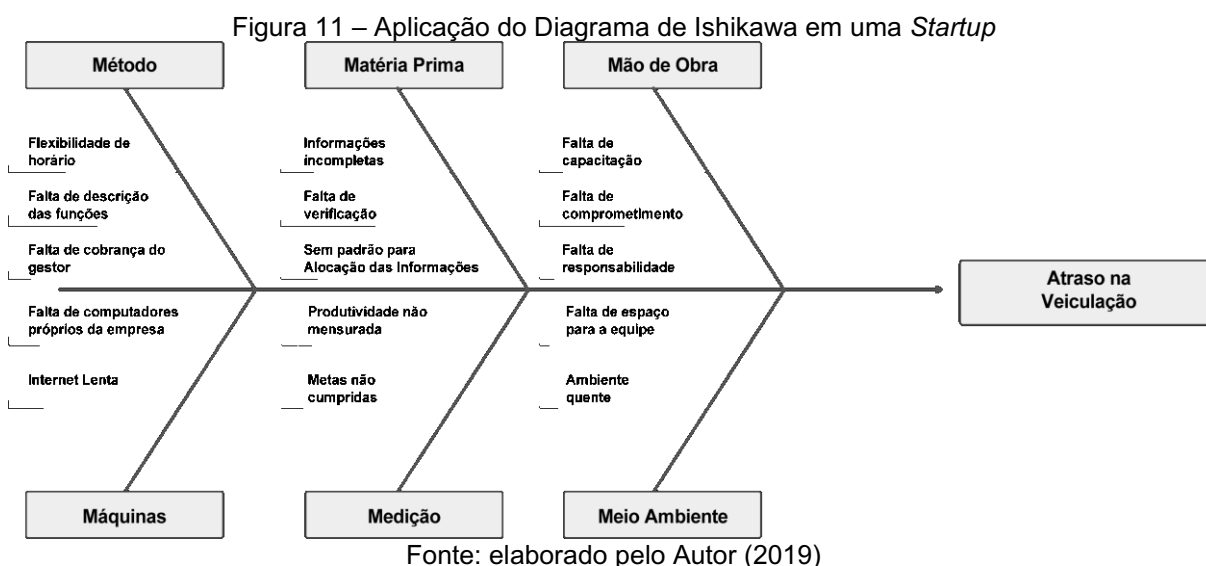 Figura 11 – Aplicação do Diagrama de Ishikawa em uma Startup
Método
Matéria Prima
Mão de Obra
Flexibilidade de
horário
Falta de descrição
das funções
Falta de cobrança do
gestor
Informações
incompletas
Falta de
verificação
Sem padrão para
Alocação das Informações
Falta de
capacitação
Falta de
comprometimento
Falta de
responsabilidade
Atraso na
Veiculação
Falta de computadores
próprios da empresa
Internet Lenta
Produtividade não
mensurada
Metas não
cumpridas
Falta de espaço
para a equipe
Ambiente
quente
Máquinas
Medição
Meio Ambiente
Fonte: elaborado pelo Autor (2019)